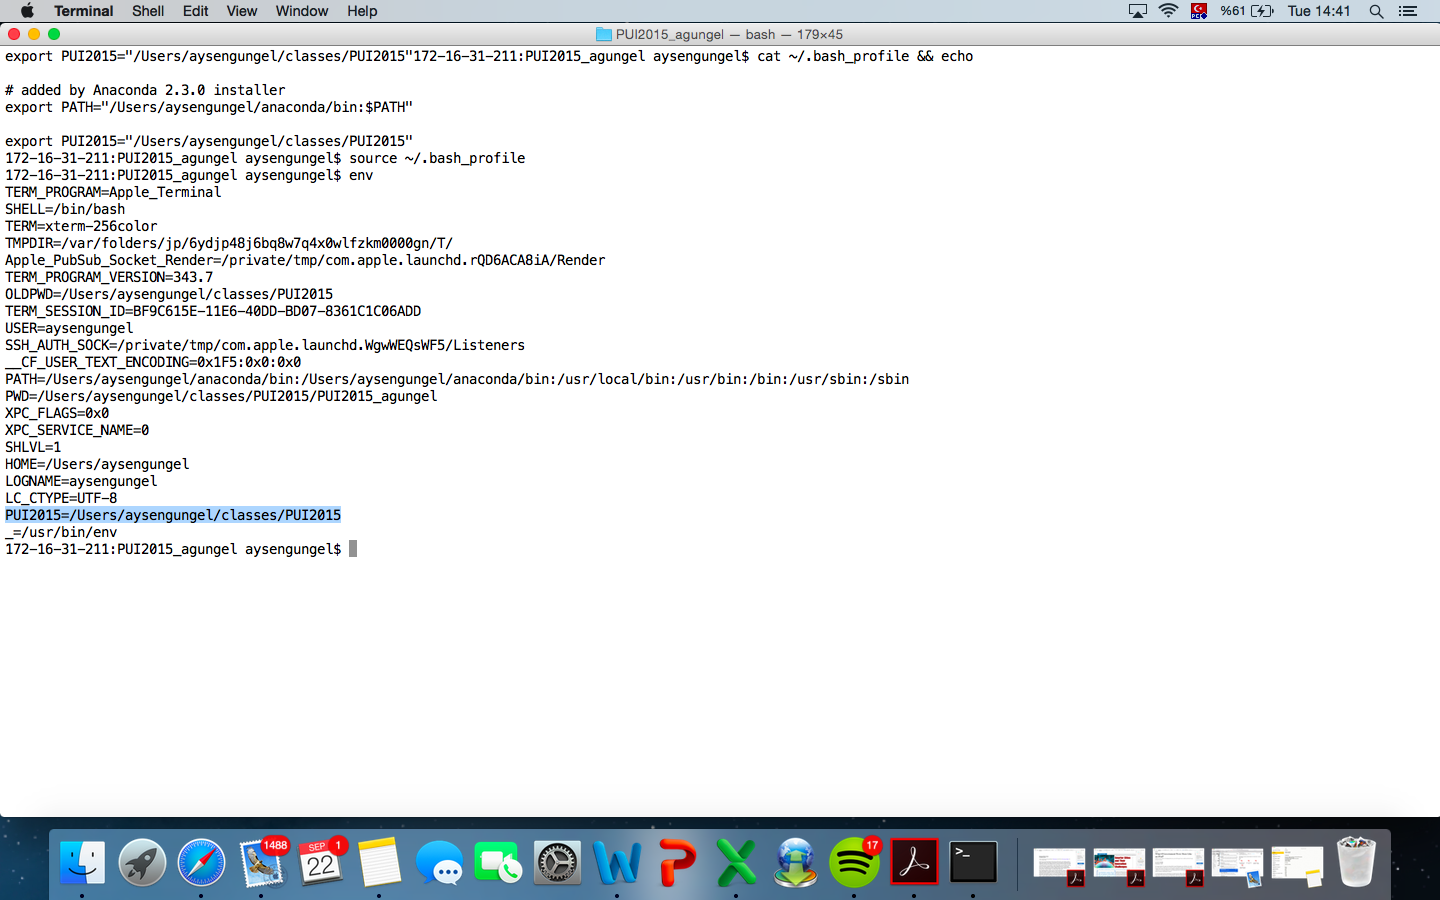 Terminal Shell Edit View Window Help %61 Tue 14:41
PUI2015_agungel — bash — 179×45
export PUI2015="/Users/aysengungel/classes/PUI2015"172-16-31-211:PUI2015_agungel aysengungel$ cat ~/.bash_profile && echo
# added by Anaconda 2.3.0 installer
export PATH="/Users/aysengungel/anaconda/bin:$PATH"
export PUI2015="/Users/aysengungel/classes/PUI2015"
172-16-31-211:PUI2015_agungel aysengungel$ source ~/.bash_profile
172-16-31-211:PUI2015_agungel aysengungel$ env
TERM_PROGRAM=Apple_Terminal
SHELL=/bin/bash
TERM=xterm-256color
TMPDIR=/var/folders/jp/6ydjp48j6bq8w7q4x0wlfzkm0000gn/T/
Apple_PubSub_Socket_Render=/private/tmp/com.apple.launchd.rQD6ACA8iA/Render
TERM_PROGRAM_VERSION=343.7
OLDPWD=/Users/aysengungel/classes/PUI2015
TERM_SESSION_ID=BF9C615E-11E6-40DD-BD07-8361C1C06ADD
USER=aysengungel
SSH_AUTH_SOCK=/private/tmp/com.apple.launchd.WgwWEQsWF5/Listeners
__CF_USER_TEXT_ENCODING=0x1F5:0x0:0x0
PATH=/Users/aysengungel/anaconda/bin:/Users/aysengungel/anaconda/bin:/usr/local/bin:/usr/bin:/bin:/usr/sbin:/sbin
PWD=/Users/aysengungel/classes/PUI2015/PUI2015_agungel
XPC_FLAGS=0x0
XPC_SERVICE_NAME=0
SHLVL=1
HOME=/Users/aysengungel
LOGNAME=aysengungel
LC_CTYPE=UTF-8
PUI2015=/Users/aysengungel/classes/PUI2015
_=/usr/bin/env
172-16-31-211:PUI2015_agungel aysengungel$
1488
SEP 1
22
17
>_